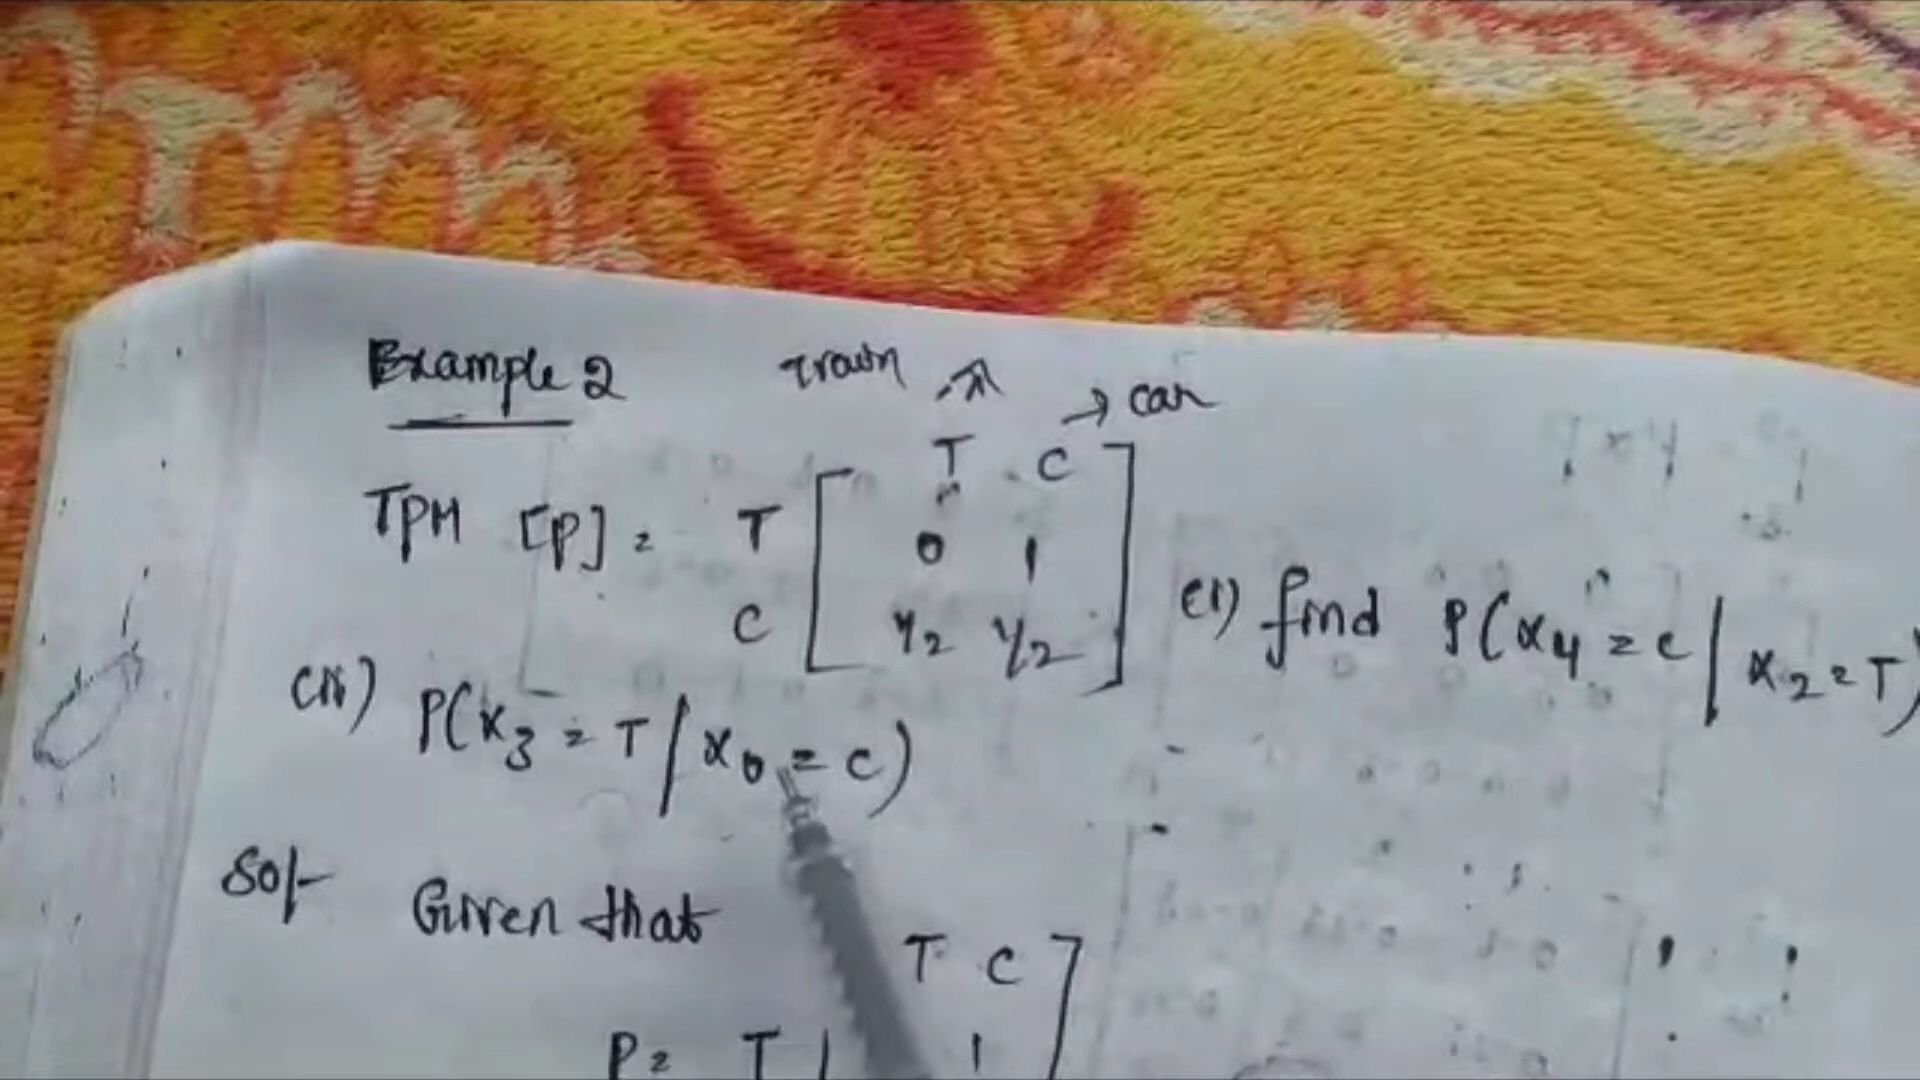 Example 2
train → car
T C
TPM [P] = T [ 0 1 ]
C [ 1/2 1/2 ] (i) find P(X4 = C / X2 = T)
(ii) P(X3 = T / X0 = C)
Sol-
Given that
T C
P = T 1